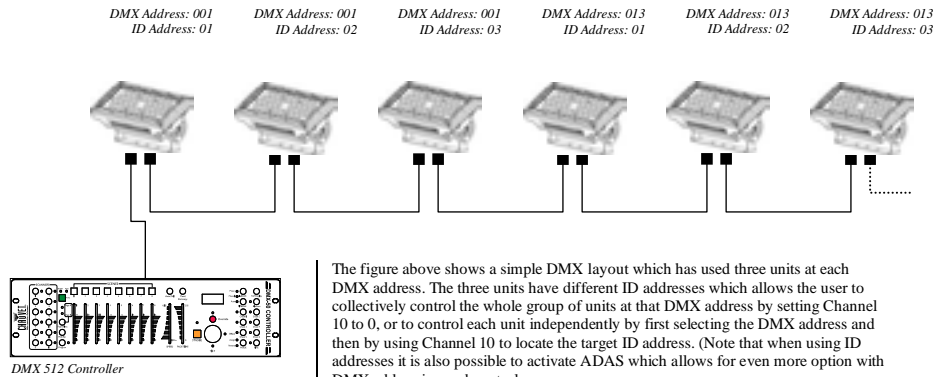 DMX Address: 001
ID Address: 01
DMX Address: 001
ID Address: 02
DMX Address: 001
ID Address: 03
DMX Address: 013
ID Address: 01
DMX Address: 013
ID Address: 02
DMX Address: 013
ID Address: 03
CHAUVET
DMX-50 CONTROLLER
DMX 512 Controller
The figure above shows a simple DMX layout which has used three units at each
DMX address. The three units have different ID addresses which allows the user to
collectively control the whole group of units at that DMX address by setting Channel
10 to 0, or to control each unit independently by first selecting the DMX address and
then by using Channel 10 to locate the target ID address. (Note that when using ID
addresses it is also possible to activate ADAS which allows for even more option with